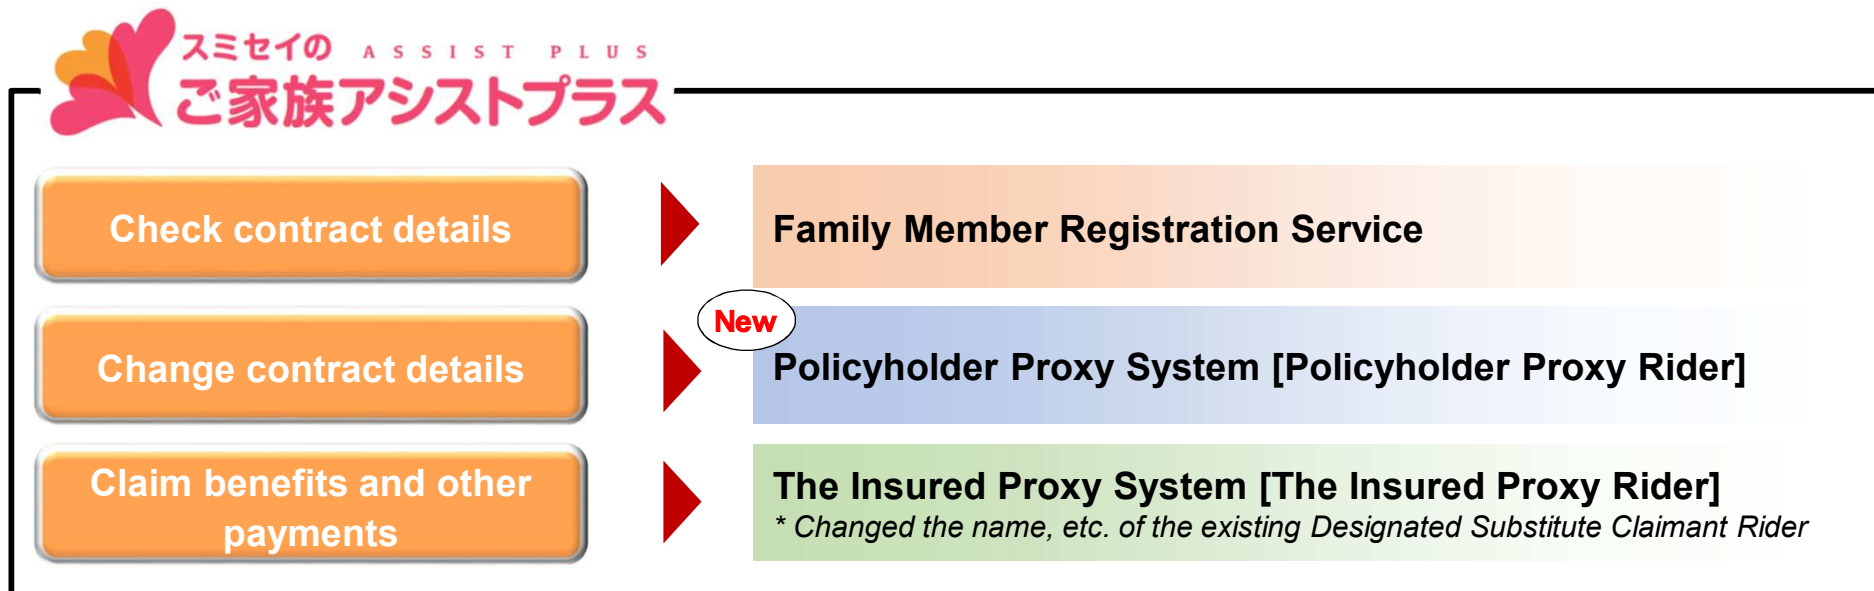 スミセイの ASSIST PLUS
ご家族アシストプラス
Check contract details
Family Member Registration Service
New
Change contract details
Policyholder Proxy System [Policyholder Proxy Rider]
Claim benefits and other
payments
The Insured Proxy System [The Insured Proxy Rider]
* Changed the name, etc. of the existing Designated Substitute Claimant Rider